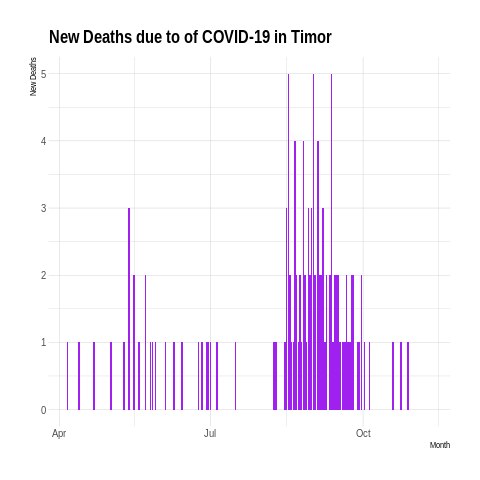 New Deaths due to of COVID-19 in Timor
New Deaths
5
4
3
2
1
0
Apr
Jul
Oct
Month